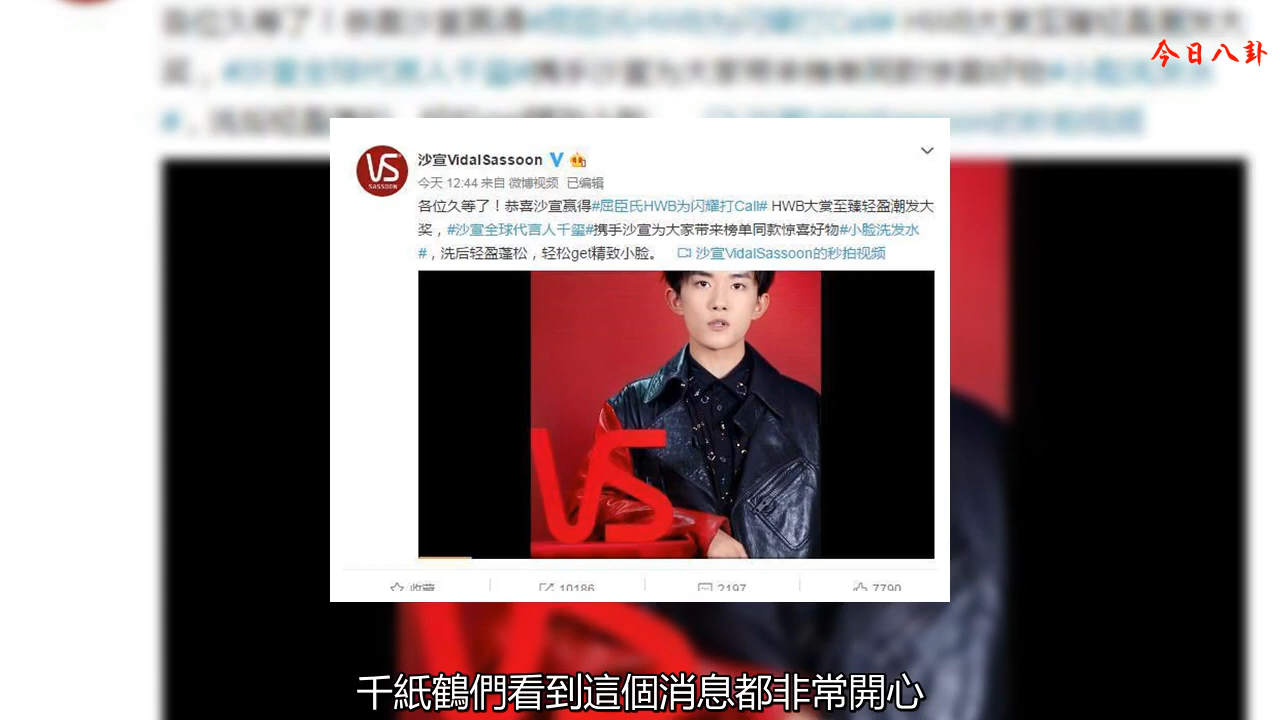 今日八卦
VS
SASSOON
沙宣VidalSassoon
今天 12:44 来自 微博视频 已编辑
各位久等了！恭喜沙宣赢得#屈臣氏HWB为闪耀打Call# HWB大赏至臻轻盈潮发大
奖，#沙宣全球代言人千玺#携手沙宣为大家带来榜单同款惊喜好物#小脸洗发水
#，洗后轻盈蓬松，轻松get精致小脸。 沙宣VidalSassoon的秒拍视频
VS
收藏 10186 2197 7790
千紙鶴們看到這個消息都非常開心